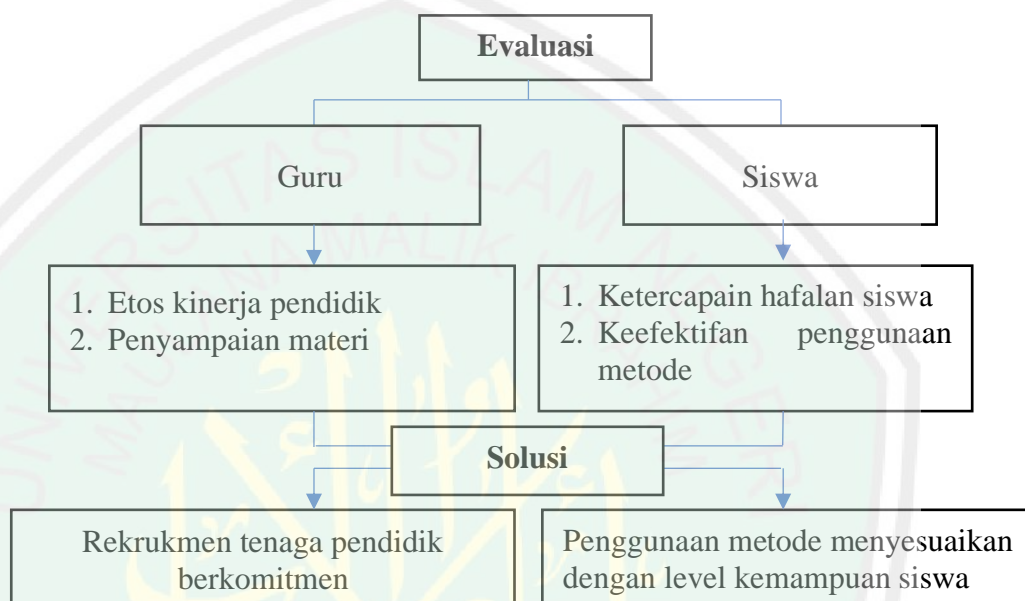 Evaluasi
Guru
Siswa
1. Etos kinerja pendidik
2. Penyampaian materi
1. Ketercapain hafalan siswa
2. Keefektifan penggunaan
metode
Solusi
Rekrukmen tenaga pendidik
berkomitmen
Penggunaan metode menyesuaikan
dengan level kemampuan siswa